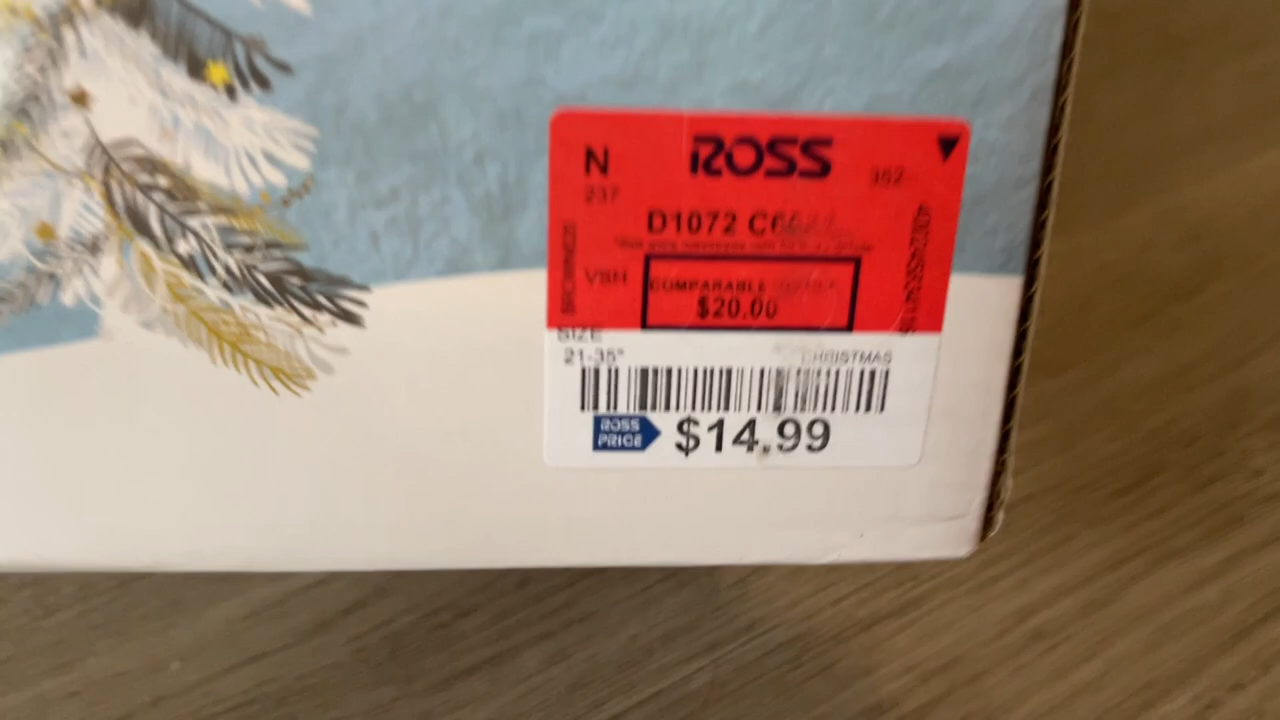 N ROSS 362
237
D1072
VSH COMPARABLE
$20.00
SIZE
21-35" CHRISTMAS
ROSS
PRICE $14.99